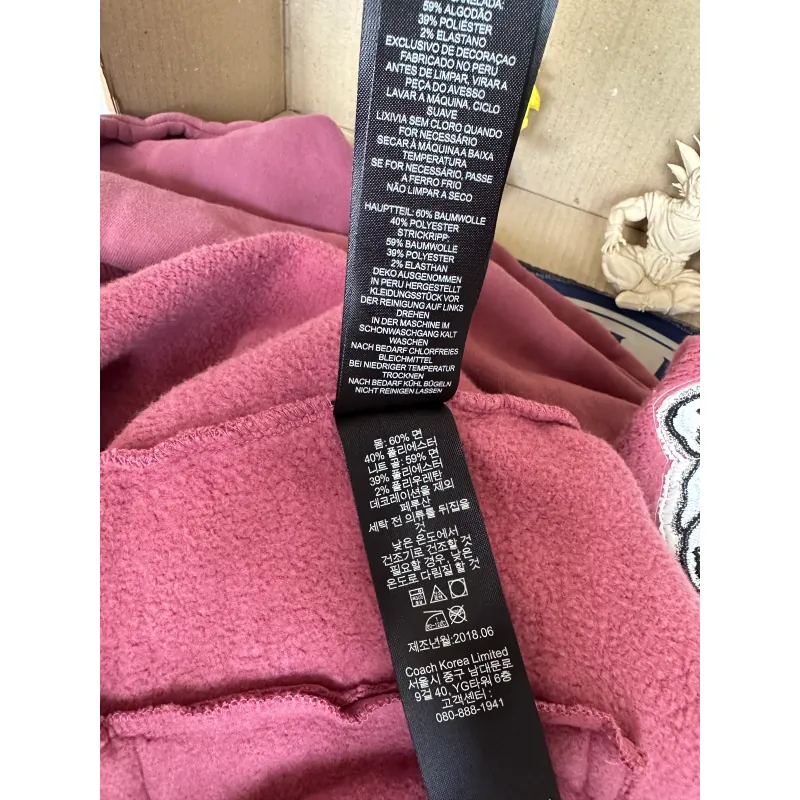 59% ALGODÃO
39% POLIÉSTER
2% ELASTANO
EXCLUSIVO DE DECORAÇAO
FABRICADO NO PERU
ANTES DE LIMPAR, VIRAR A
PEÇA DO AVESSO
LAVAR A MÁQUINA, CICLO
SUAVE
LIXIVIA SEM CLORO QUANDO
FOR NECESSÁRIO
SECAR À MÁQUINA A BAIXA
TEMPERATURA
SE FOR NECESSÁRIO, PASSE
A FERRO FRIO
NÃO LIMPAR A SECO
HAUPTTEIL: 60% BAUMWOLLE
40% POLYESTER
STRICKRIPP:
59% BAUMWOLLE
39% POLYESTER
2% ELASTHAN
DEKO AUSGENOMMEN
IN PERU HERGESTELLT
KLEIDUNGSSTÜCK VOR
DER REINIGUNG AUF LINKS
DREHEN
IN DER MASCHINE IM
SCHONWASCHGANG KALT
WASCHEN
NACH BEDARF CHLORFREIES
BLEICHMITTEL
BEI NIEDRIGER TEMPERATUR
TROCKNEN
NACH BEDARF KÜHL BÜGELN
NICHT REINIGEN LASSEN
몸: 60% 면
40% 폴리에스터
니트 골: 59% 면
39% 폴리에스터
2% 폴리우레탄
데코레이션을 제외
페루산
세탁 전 의류를 뒤집을
것
낮은 온도에서
건조기로 건조할 것
필요할 경우 낮은
온도로 다림질 할 것
제조년월:2018.06
Coach Korea Limited
서울시 중구 남대문로
9길 40, YG타워 6층
고객센터 :
080-888-1941